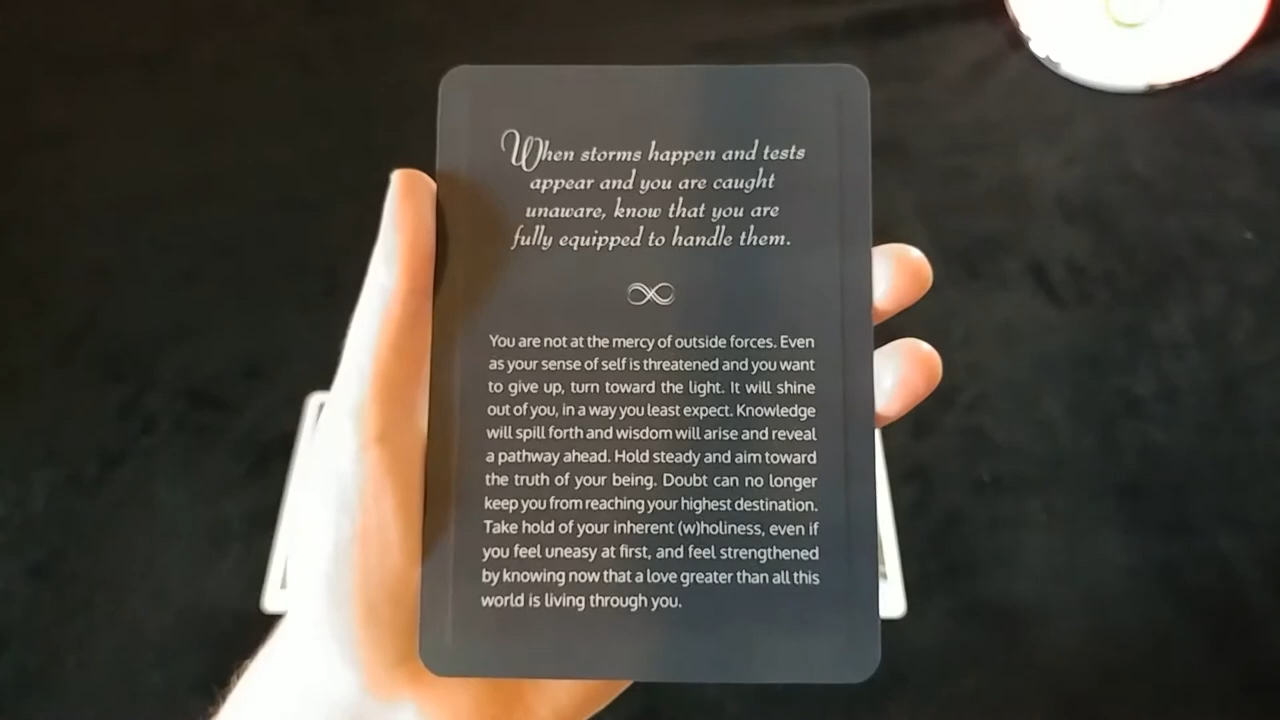 When storms happen and tests
appear and you are caught
unaware, know that you are
fully equipped to handle them.
You are not at the mercy of outside forces. Even
as your sense of self is threatened and you want
to give up, turn toward the light. It will shine
out of you, in a way you least expect. Knowledge
will spill forth and wisdom will arise and reveal
a pathway ahead. Hold steady and aim toward
the truth of your being. Doubt can no longer
keep you from reaching your highest destination.
Take hold of your inherent (w)holiness, even if
you feel uneasy at first, and feel strengthened
by knowing now that a love greater than all this
world is living through you.